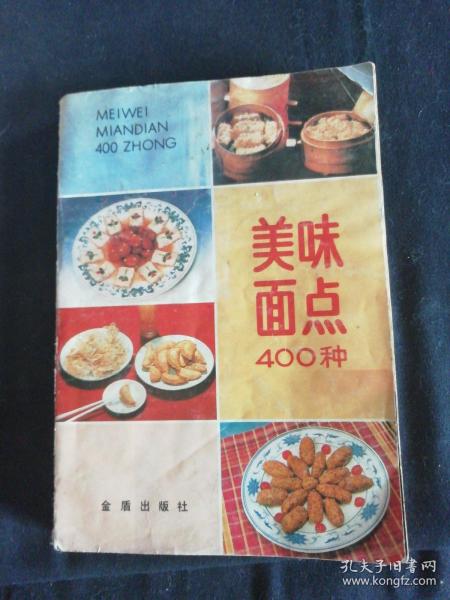 MEIWEI
MIANDIAN
400 ZHONG
美味
面点
400种
金盾出版社
孔夫子旧书网
www.kongfz.com